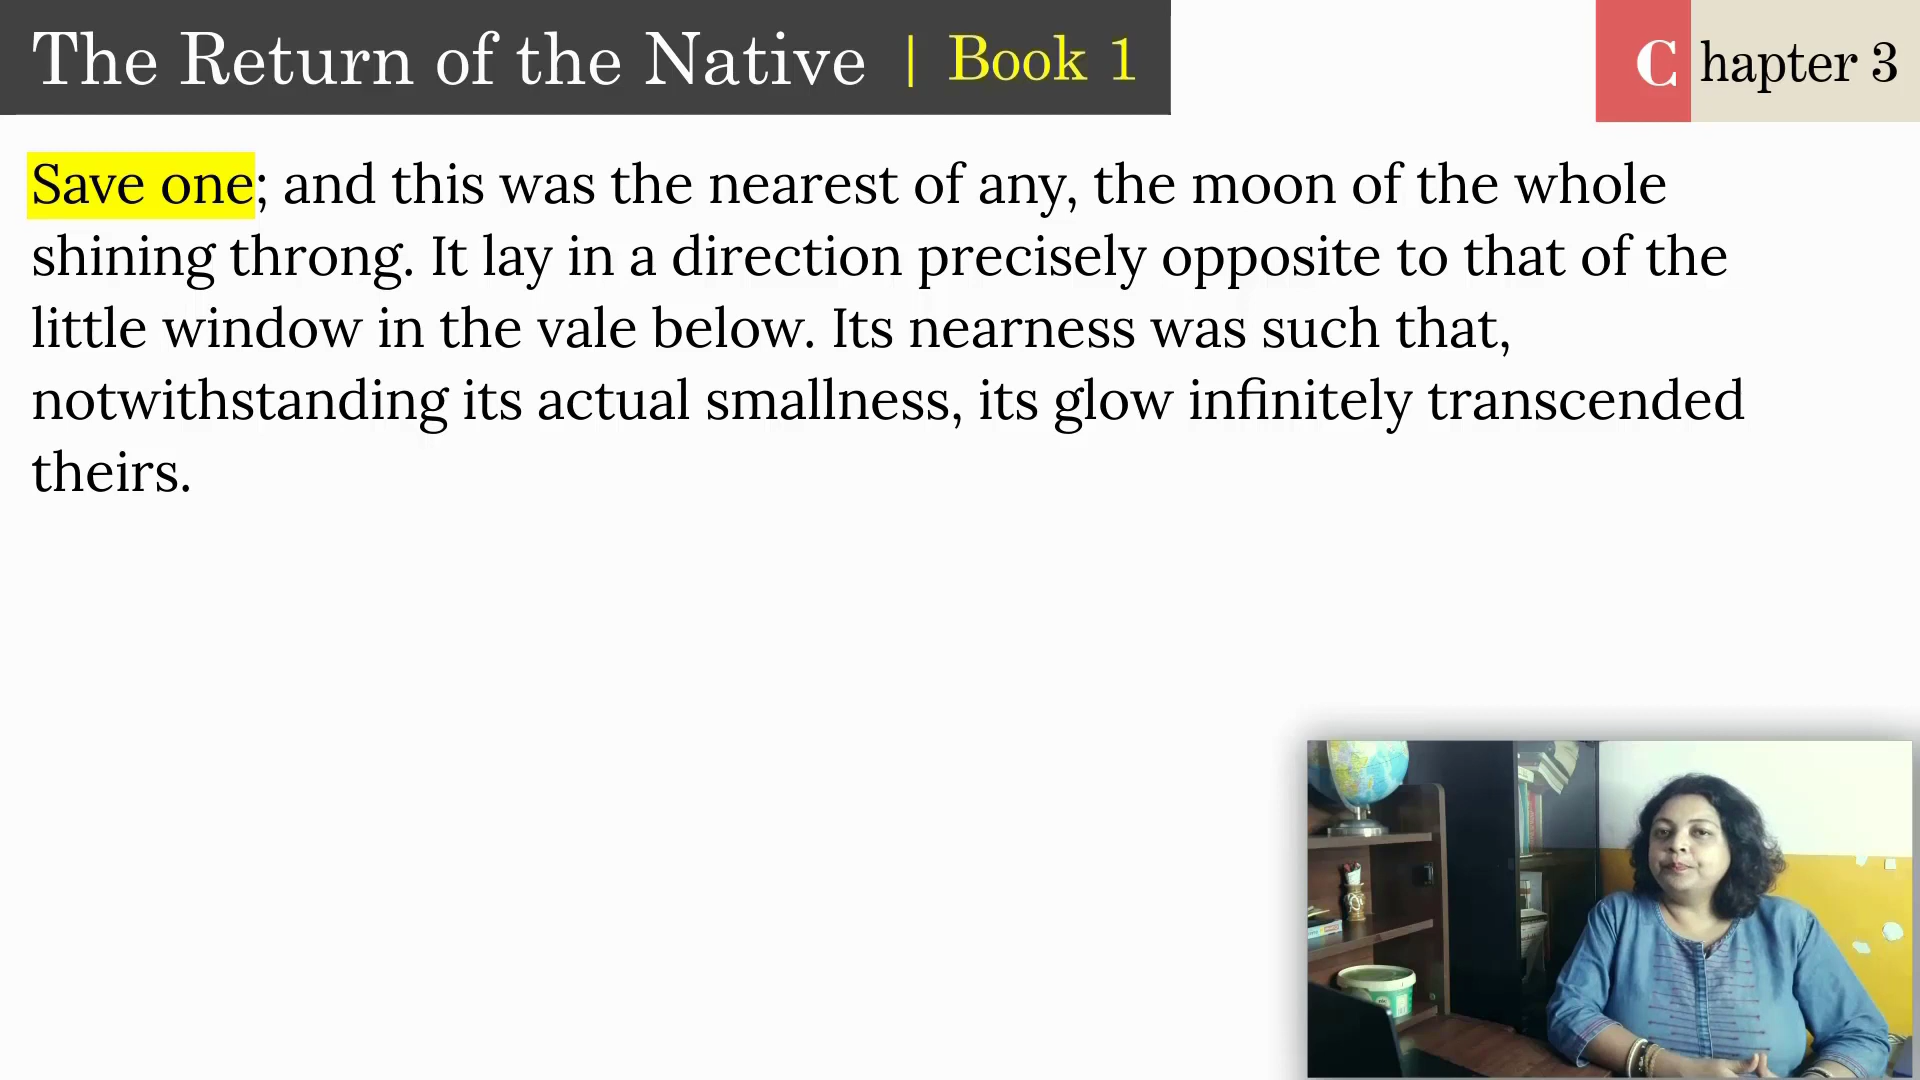 The Return of the Native | Book 1
Chapter 3
Save one; and this was the nearest of any, the moon of the whole
shining throng. It lay in a direction precisely opposite to that of the
little window in the vale below. Its nearness was such that,
notwithstanding its actual smallness, its glow infinitely transcended
theirs.